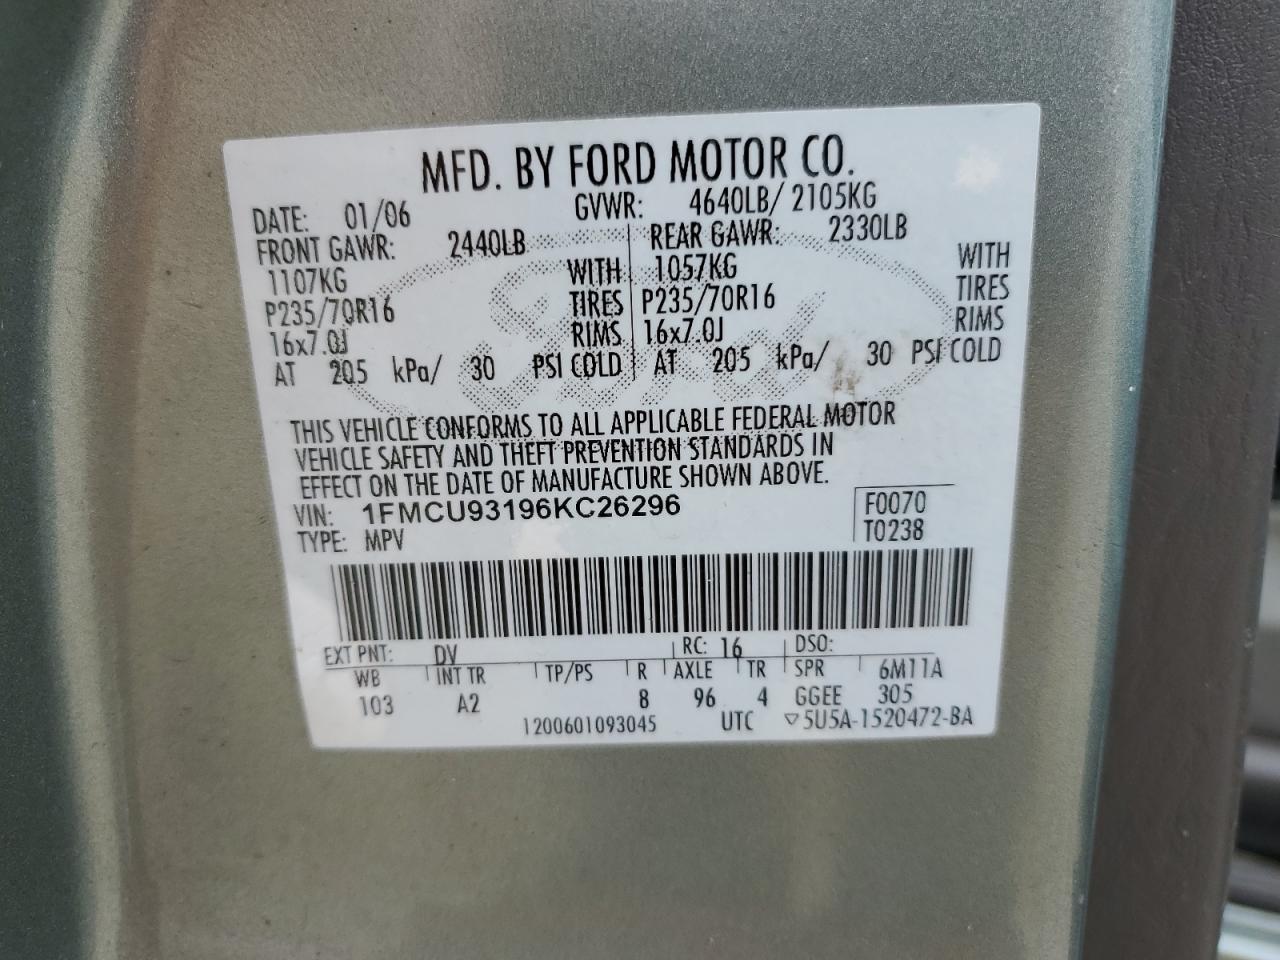 MFD. BY FORD MOTOR CO.
DATE: 01/06 GVWR: 4640LB/ 2105KG
FRONT GAWR: 2440LB REAR GAWR: 2330LB
1107KG WITH 1057KG WITH
P235/70R16 TIRES P235/70R16 TIRES
16x7.0J RIMS 16x7.0J RIMS
AT 205 kPa/ 30 PSI COLD AT 205 kPa/ 30 PSI COLD
THIS VEHICLE CONFORMS TO ALL APPLICABLE FEDERAL MOTOR
VEHICLE SAFETY AND THEFT PREVENTION STANDARDS IN
EFFECT ON THE DATE OF MANUFACTURE SHOWN ABOVE.
VIN: 1FMCU93196KC26296 F0070
TYPE: MPV T0238
EXT PNT: DV RC: 16 DSO:
WB INT TR TP/PS R AXLE TR SPR 6M11A
103 A2 8 96 4 GGEE 305
1200601093045 UTC ▽5U5A-1520472-BA
Ford